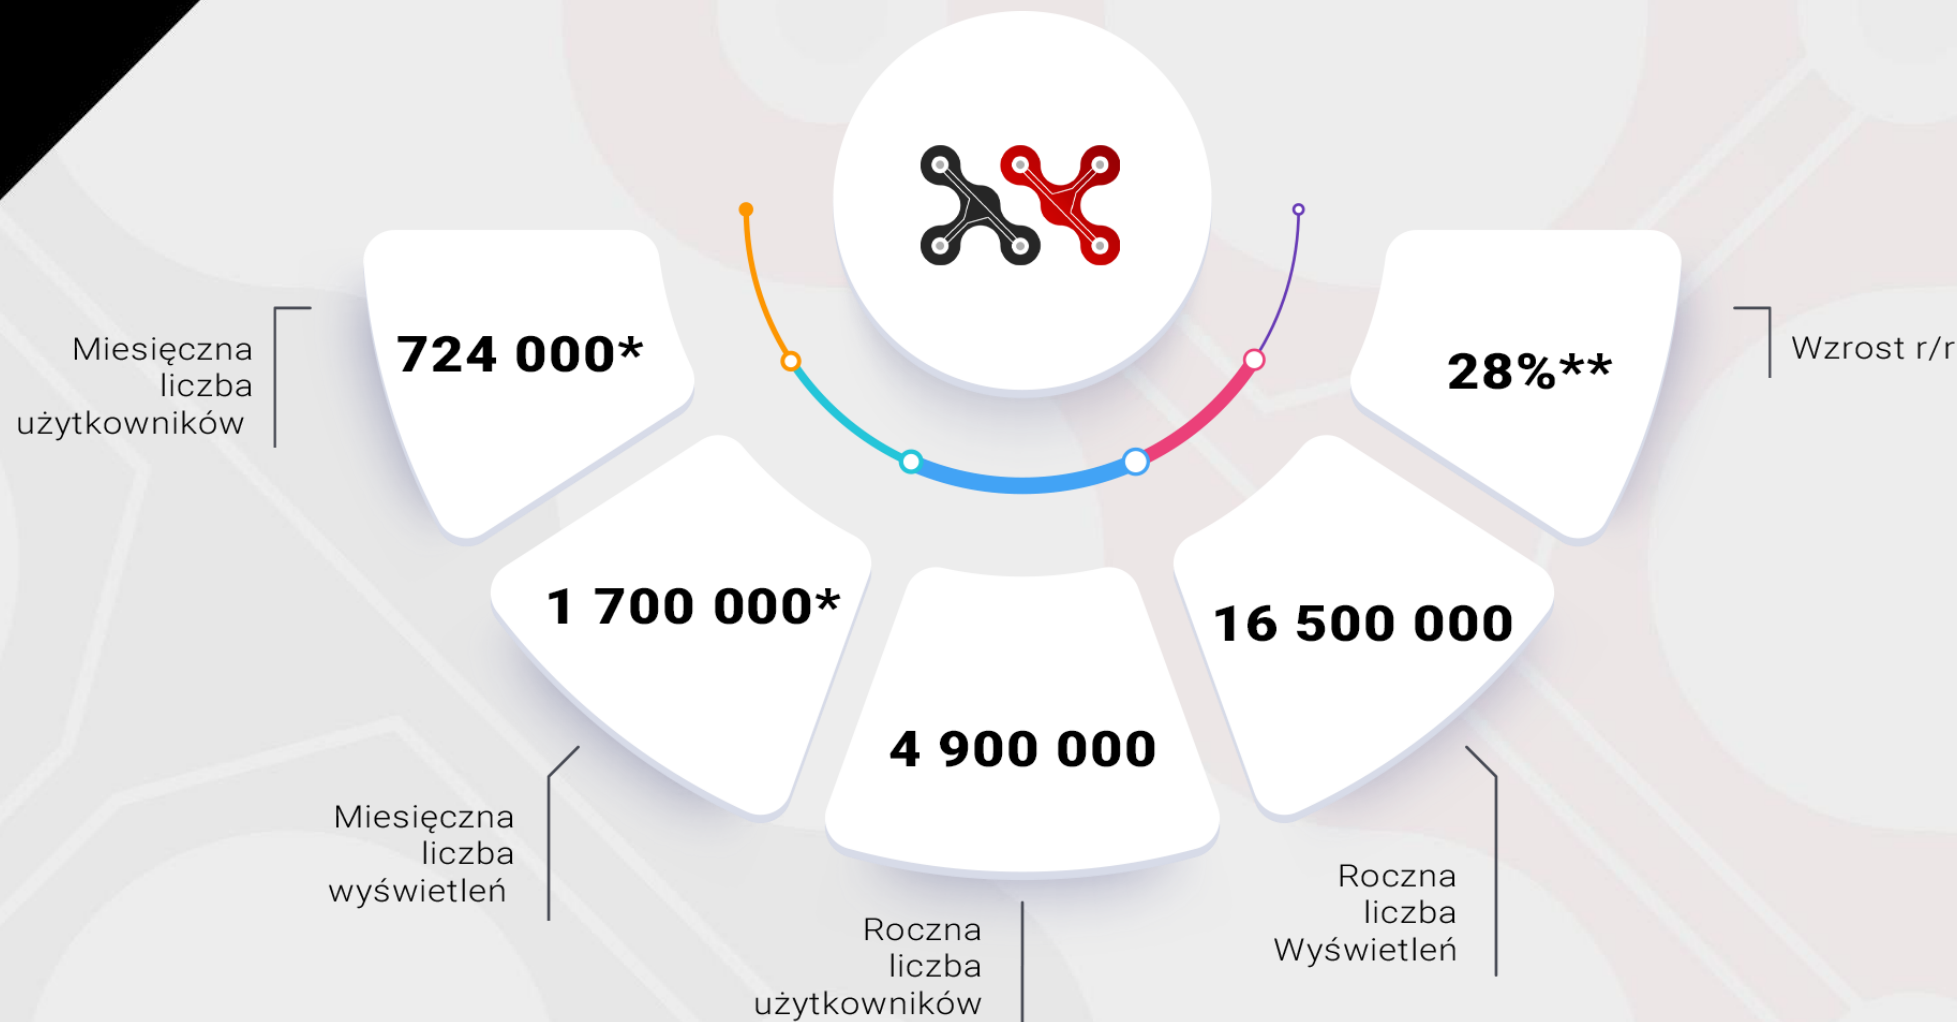 724 000*
Miesięczna
liczba
użytkowników
1 700 000*
Miesięczna
liczba
wyświetleń
4 900 000
Roczna
liczba
użytkowników
16 500 000
Roczna
liczba
Wyświetleń
28%**
Wzrost r/r